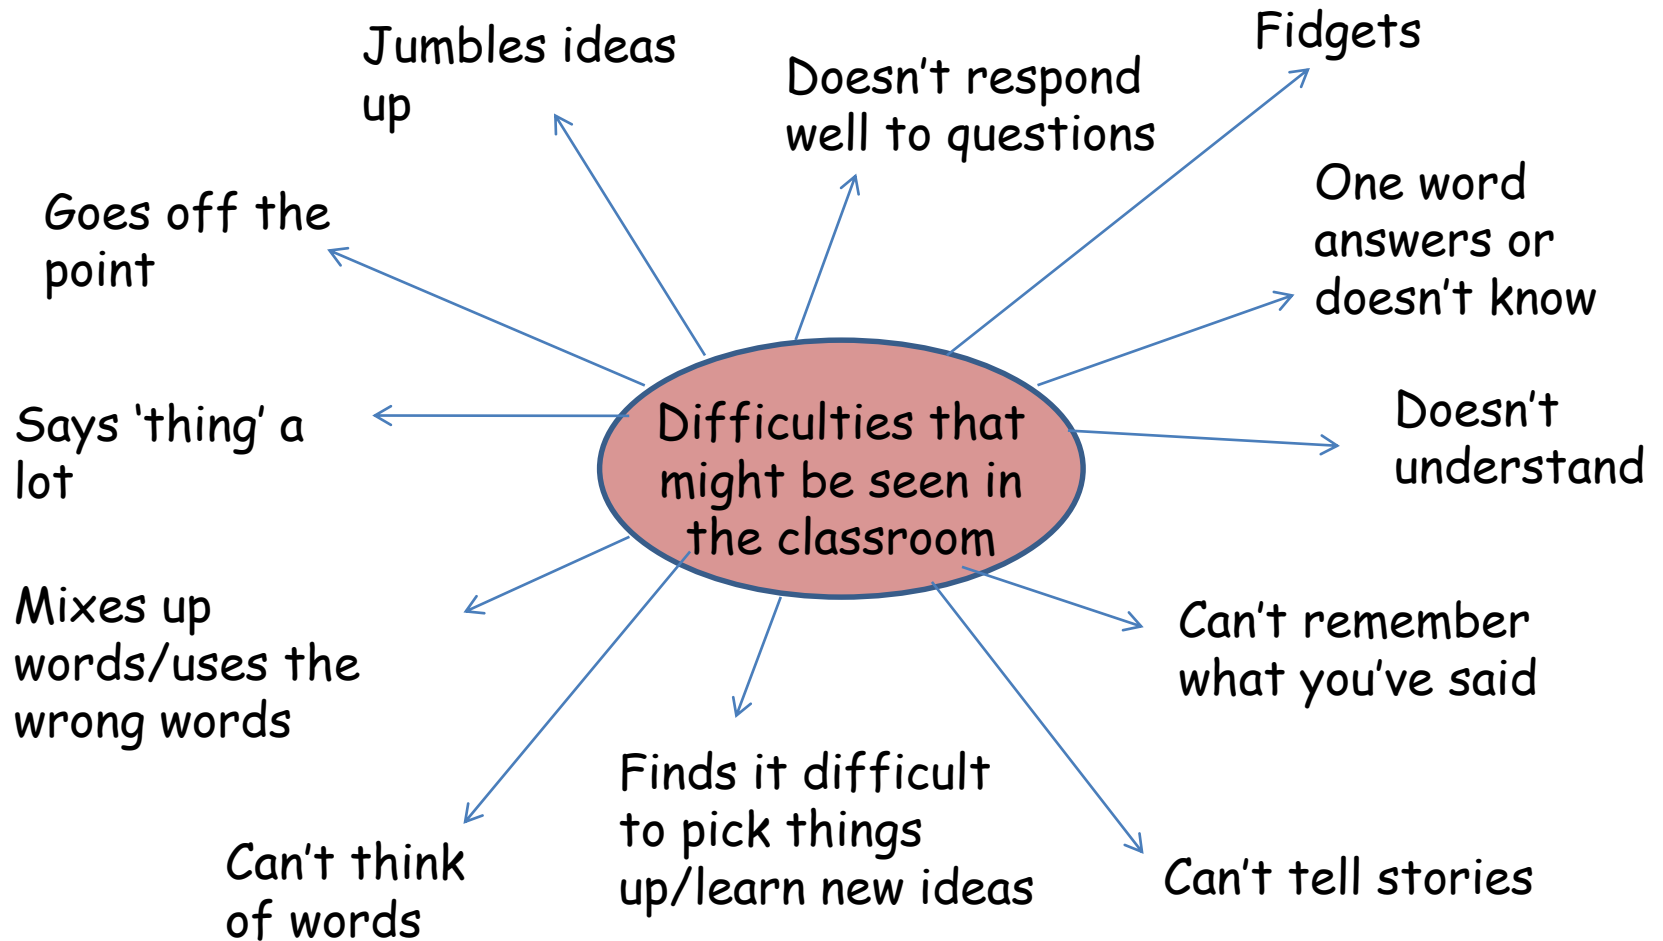 Jumbles ideas
up
Doesn't respond
well to questions
Fidgets
One word
answers or
doesn't know
Goes off the
point
Says ‘thing’ a
lot
Difficulties that
might be seen in
the classroom
Doesn't
understand
Mixes up
words/uses the
wrong words
Can't remember
what you've said
Can't think
of words
Finds it difficult
to pick things
up/learn new ideas
Can't tell stories